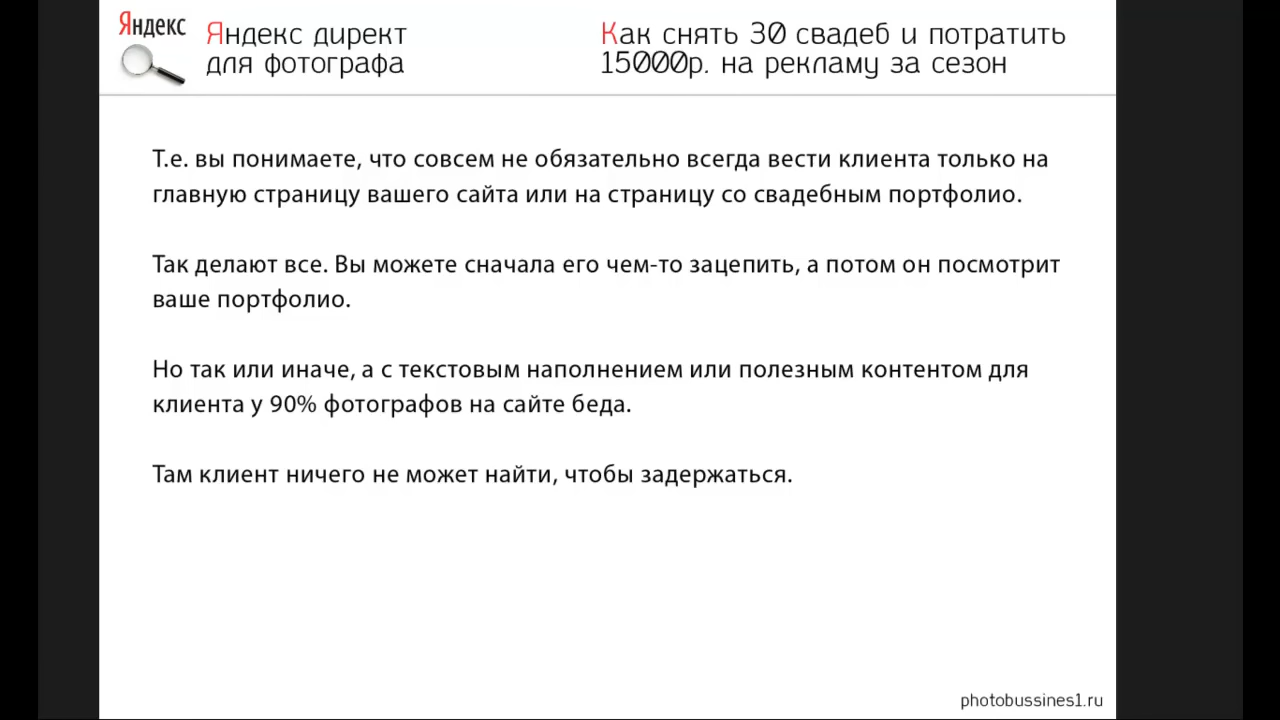 Яндекс
Яндекс директ
для фотографа
Как снять 30 свадеб и потратить
15000р. на рекламу за сезон
Т.е. вы понимаете, что совсем не обязательно всегда вести клиента только на
главную страницу вашего сайта или на страницу со свадебным портфолио.
Так делают все. Вы можете сначала его чем-то зацепить, а потом он посмотрит
ваше портфолио.
Но так или иначе, а с текстовым наполнением или полезным контентом для
клиента у 90% фотографов на сайте беда.
Там клиент ничего не может найти, чтобы задержаться.
photobussines1.ru